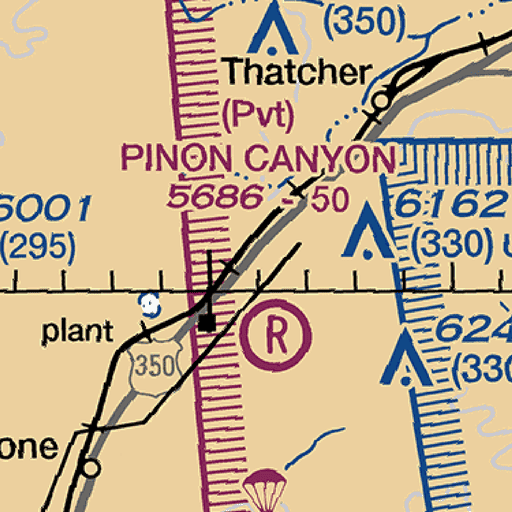 (350)
Thatcher
(Pvt)
PINON CANYON
5686 - 50
6001
(295)
6162
(330) U
plant
R
350
624
(330
one